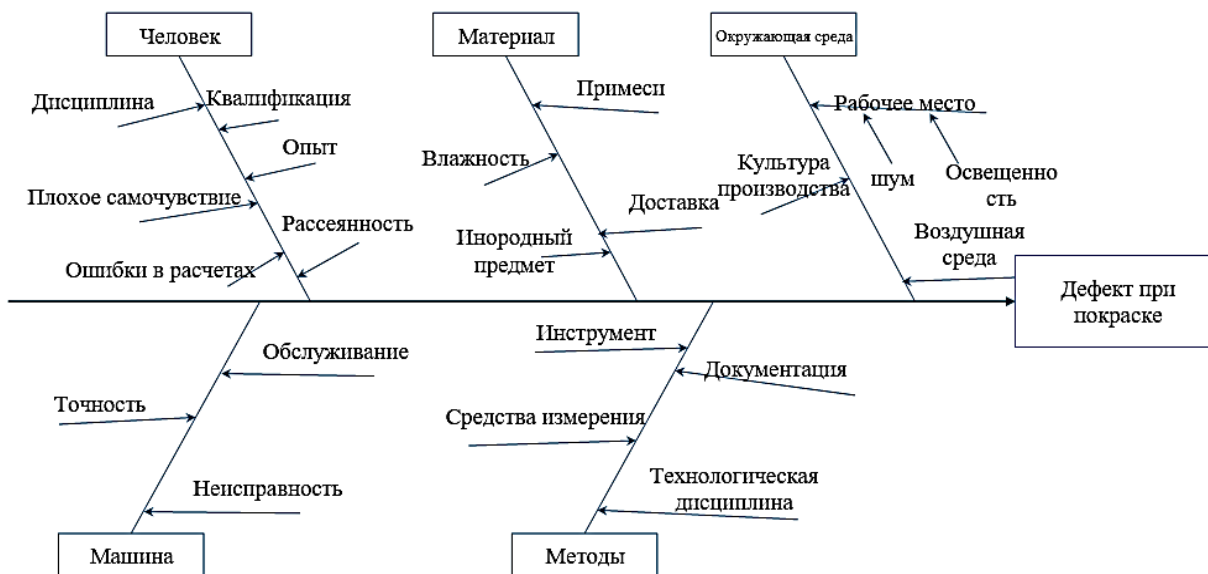 Человек
Материал
Окружающая среда
Дисциплина
Квалификация
Опыт
Плохое самочувствие
Рассеянность
Ошибки в расчетах
Примеси
Влажность
Доставка
Инородный
предмет
Рабочее место
шум
Освещенно
сть
Культура
производства
Воздушная
среда
Дефект при
покраске
Обслуживание
Точность
Неисправность
Машина
Инструмент
Документация
Средства измерения
Технологическая
дисциплина
Методы